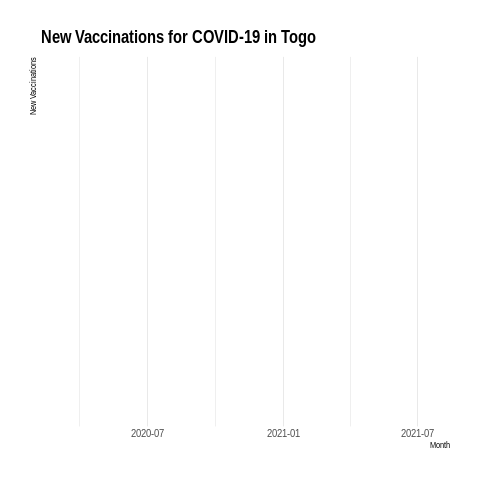 New Vaccinations for COVID-19 in Togo
New Vaccinations
2020-07
2021-01
2021-07
Month